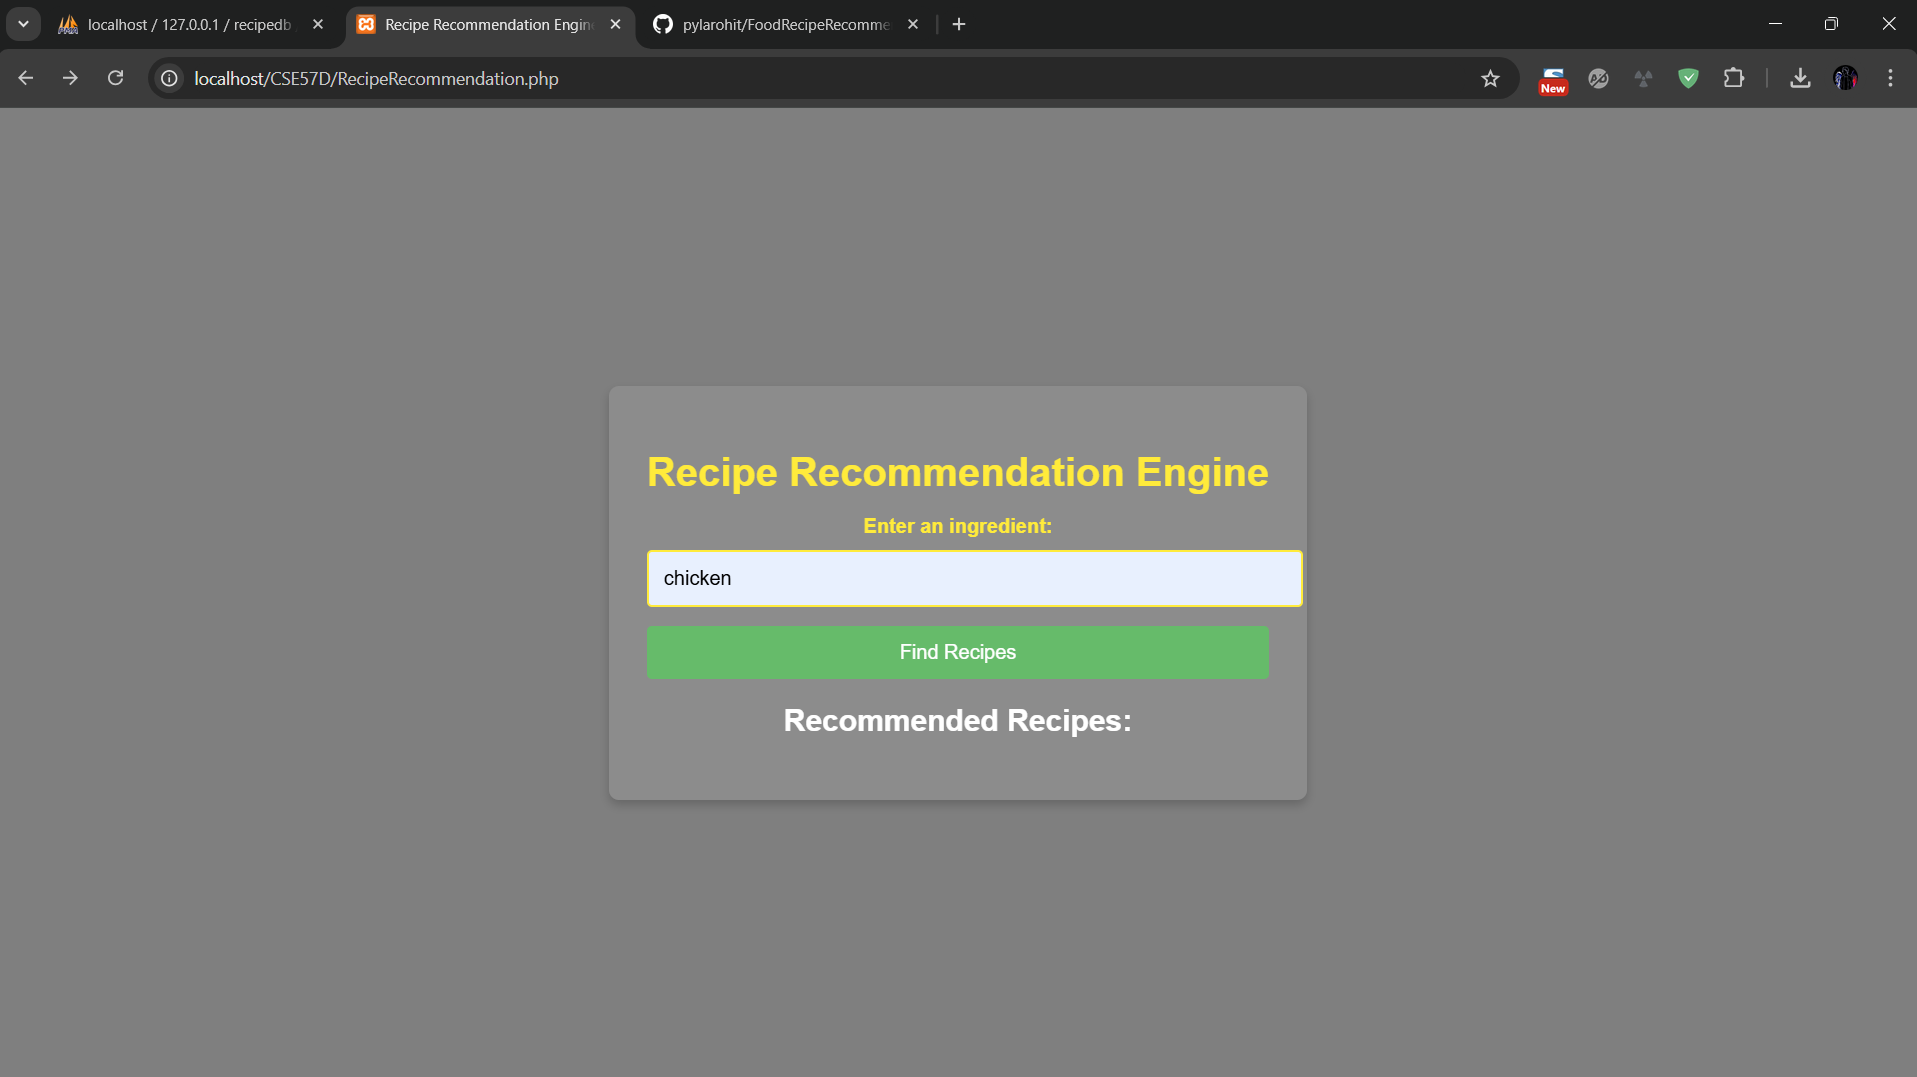 localhost / 127.0.0.1 / recipedb
Recipe Recommendation Engin
pylarohit/FoodRecipeRecomme
localhost/CSE57D/RecipeRecommendation.php
New
Recipe Recommendation Engine
Enter an ingredient:
chicken
Find Recipes
Recommended Recipes: